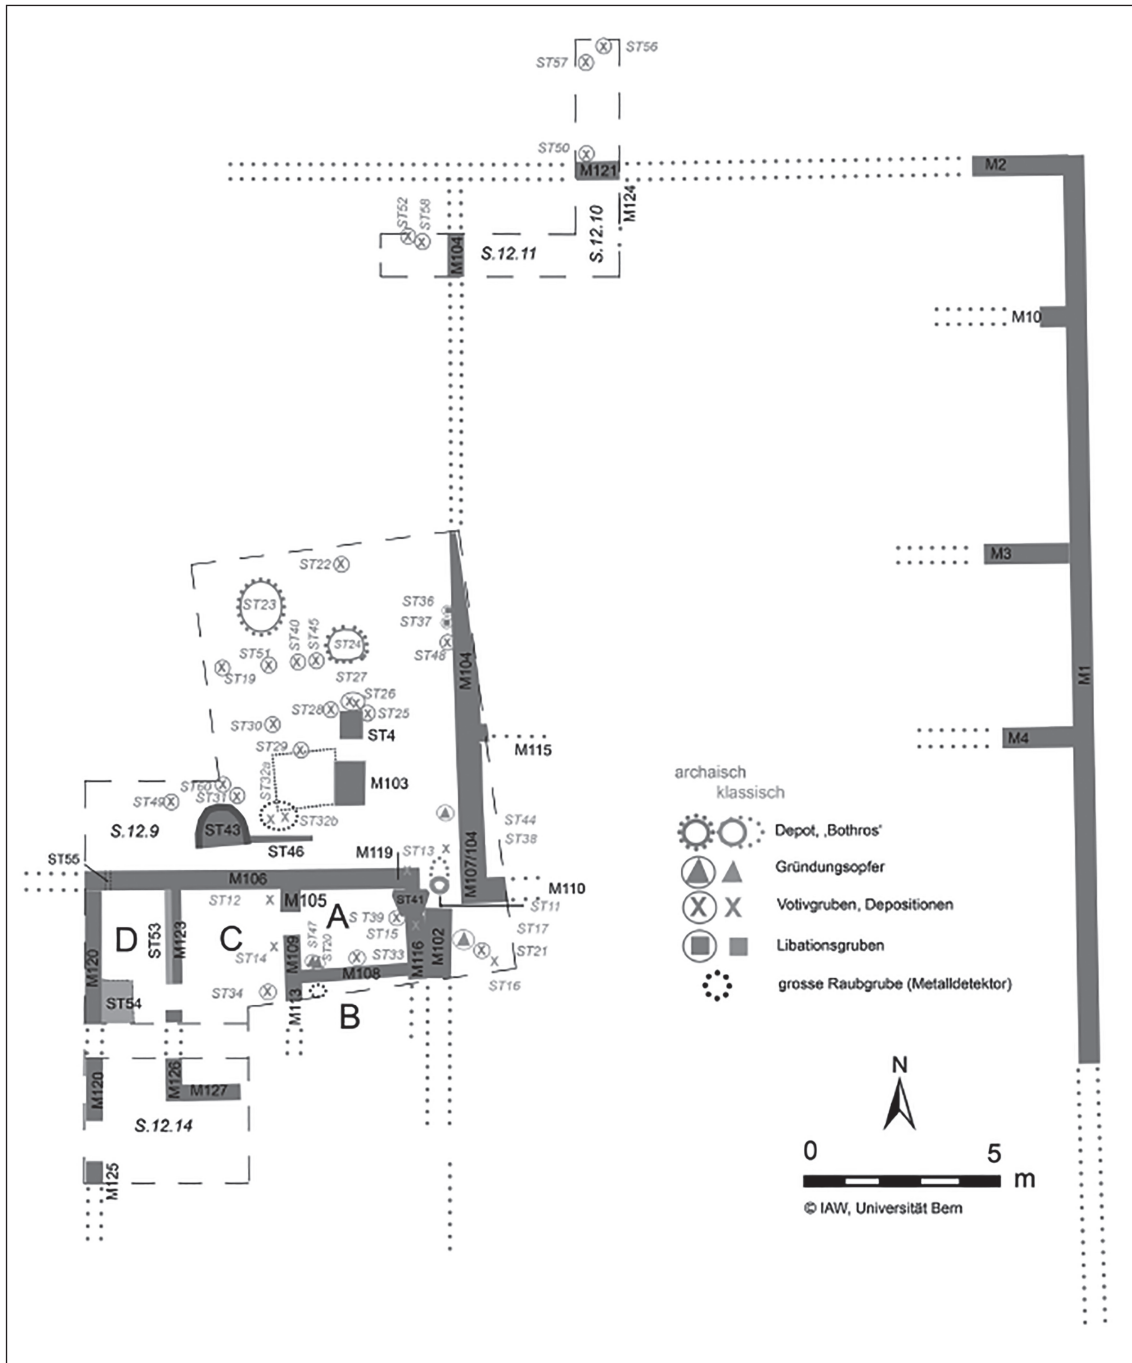 ST56
ST57
ST50
M121
M2
M124
ST52
ST58
S.12.10
M104
S.12.11
M10
ST22
M3
ST23
ST36
ST37
ST40
ST45
ST24
ST51
ST48
ST19
M104
M1
ST27
ST26
ST28
ST25
ST30
ST4
M4
ST29
M115
ST32a
M103
archaisch
klassisch
ST60
ST31
ST49
S.12.9
ST43
ST32b
ST44
ST38
Depot, ‚Bothros'
ST46
M119
ST13
ST55
M106
M107/104
M110
Gründungsopfer
ST12
M105
A
ST41
ST11
Votivgruben, Depositionen
D
ST53
M123
C
ST47
ST20
S T39
ST15
ST17
M120
ST14
M109
ST33
M116
M102
ST21
Libationsgruben
M108
ST54
ST34
M113
ST16
grosse Raubgrube (Metalldetektor)
B
N
M120
M126
M127
S.12.14
0 5
m
M125
© IAW, Universität Bern